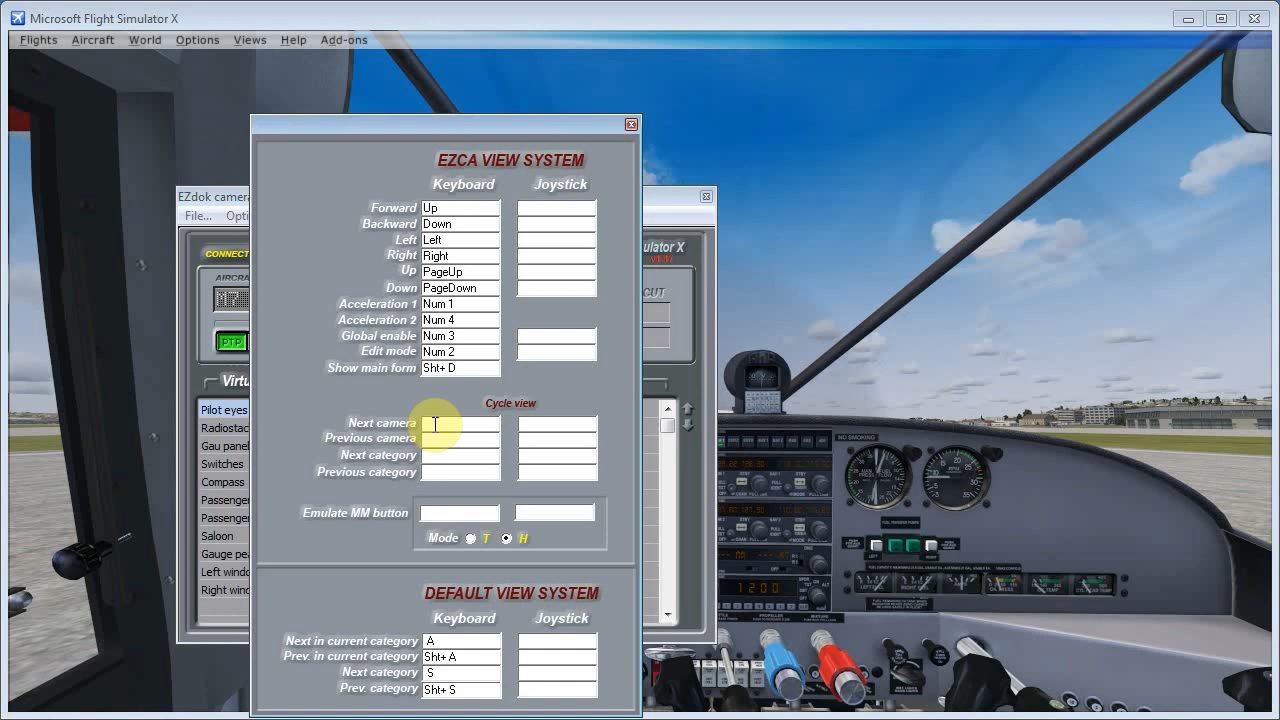 Microsoft Flight Simulator X
Flights Aircraft World Options Views Help Add-ons
EZdok camera
File...
CONNECT
AIRCRA
PTP
Virtu
Pilot eyes
Radiostac
Gau panel
Switches
Compass
Passenger
Passenger
Saloon
Gauge pea
Left windo
Right wind
ulator X
CUT
EZCA VIEW SYSTEM
Keyboard Joystick
Forward Up
Backward Down
Left Left
Right Right
Up PageUp
Down PageDown
Acceleration 1 Num 1
Acceleration 2 Num 4
Global enable Num 3
Edit mode Num 2
Show main form Sht+ D
Cycle view
Next camera
Previous camera
Next category
Previous category
Emulate MM button
Mode T H
DEFAULT VIEW SYSTEM
Keyboard Joystick
Next in current category A
Prev. in current category Sht+ A
Next category S
Prev. category Sht+ S
NO SMOKING
1200